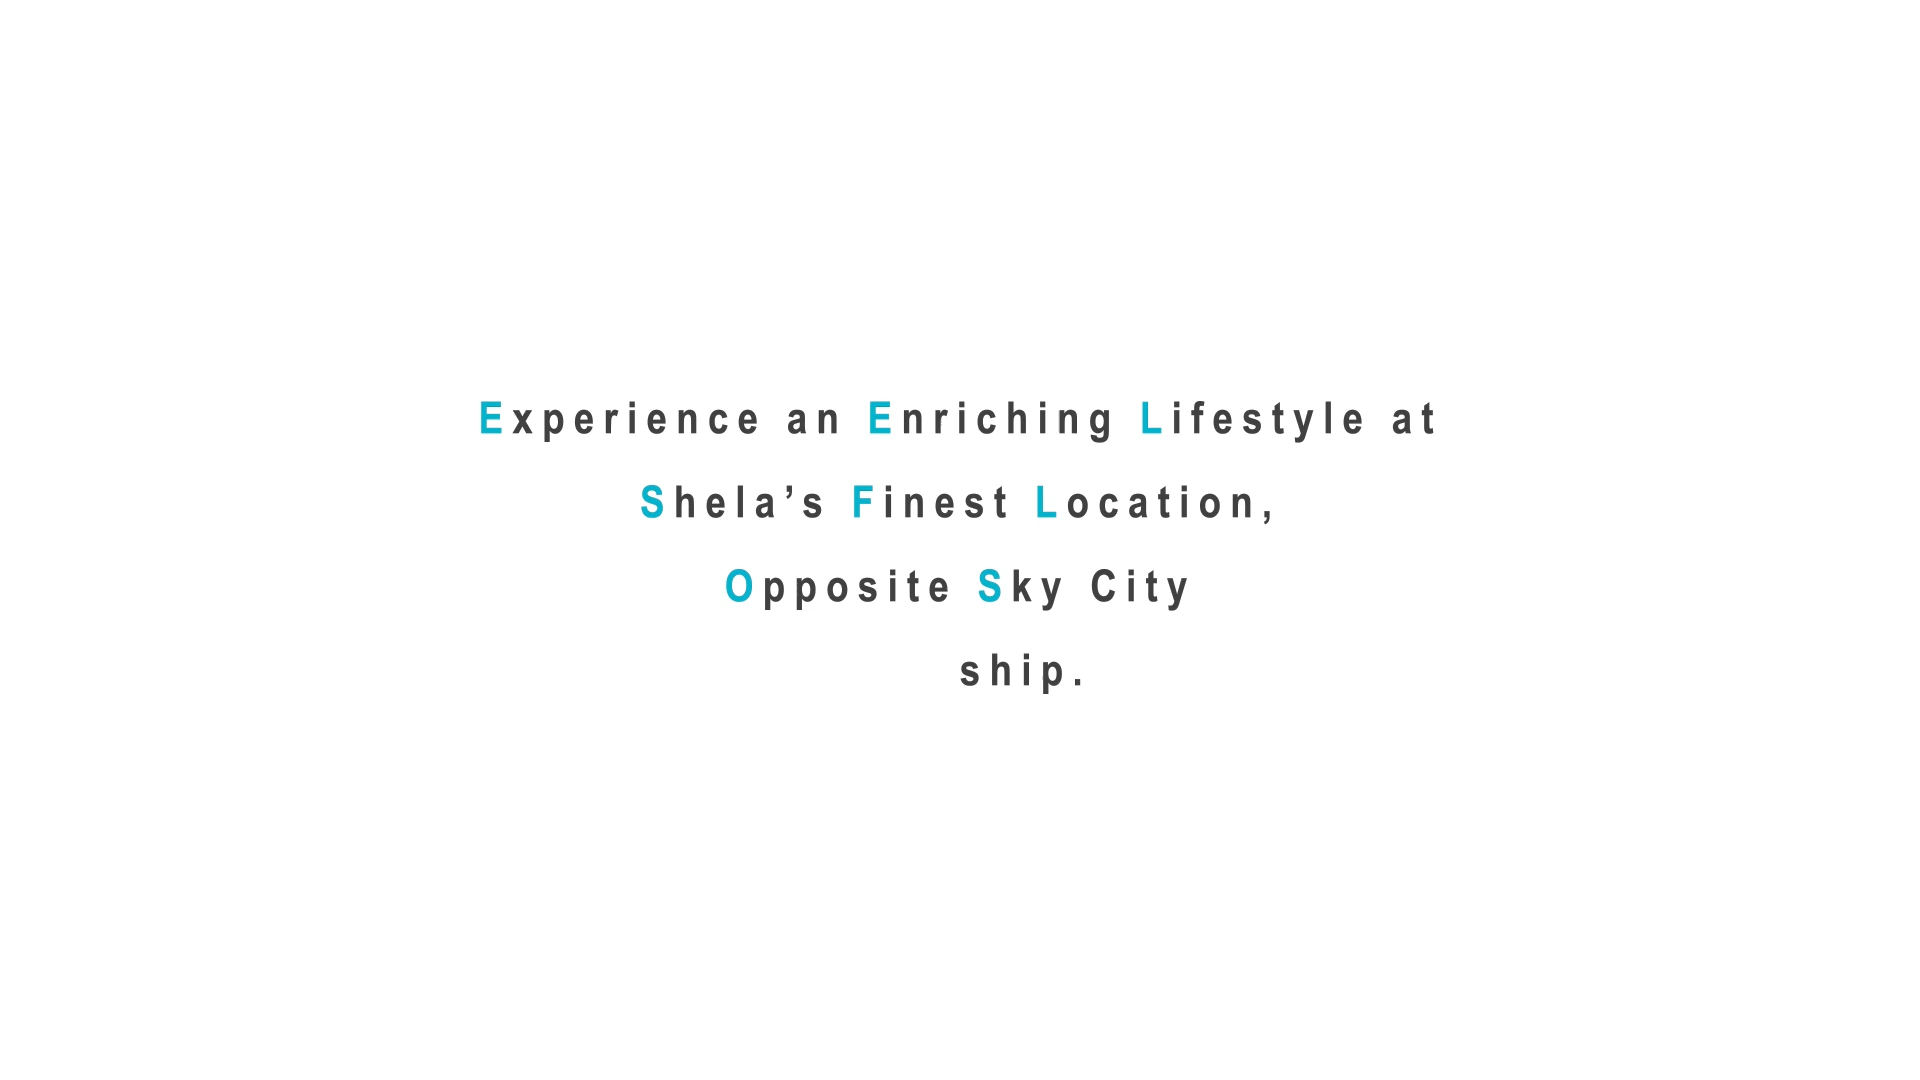 Experience an Enriching Lifestyle at
Shela’s Finest Location,
Opposite Sky City
ship.